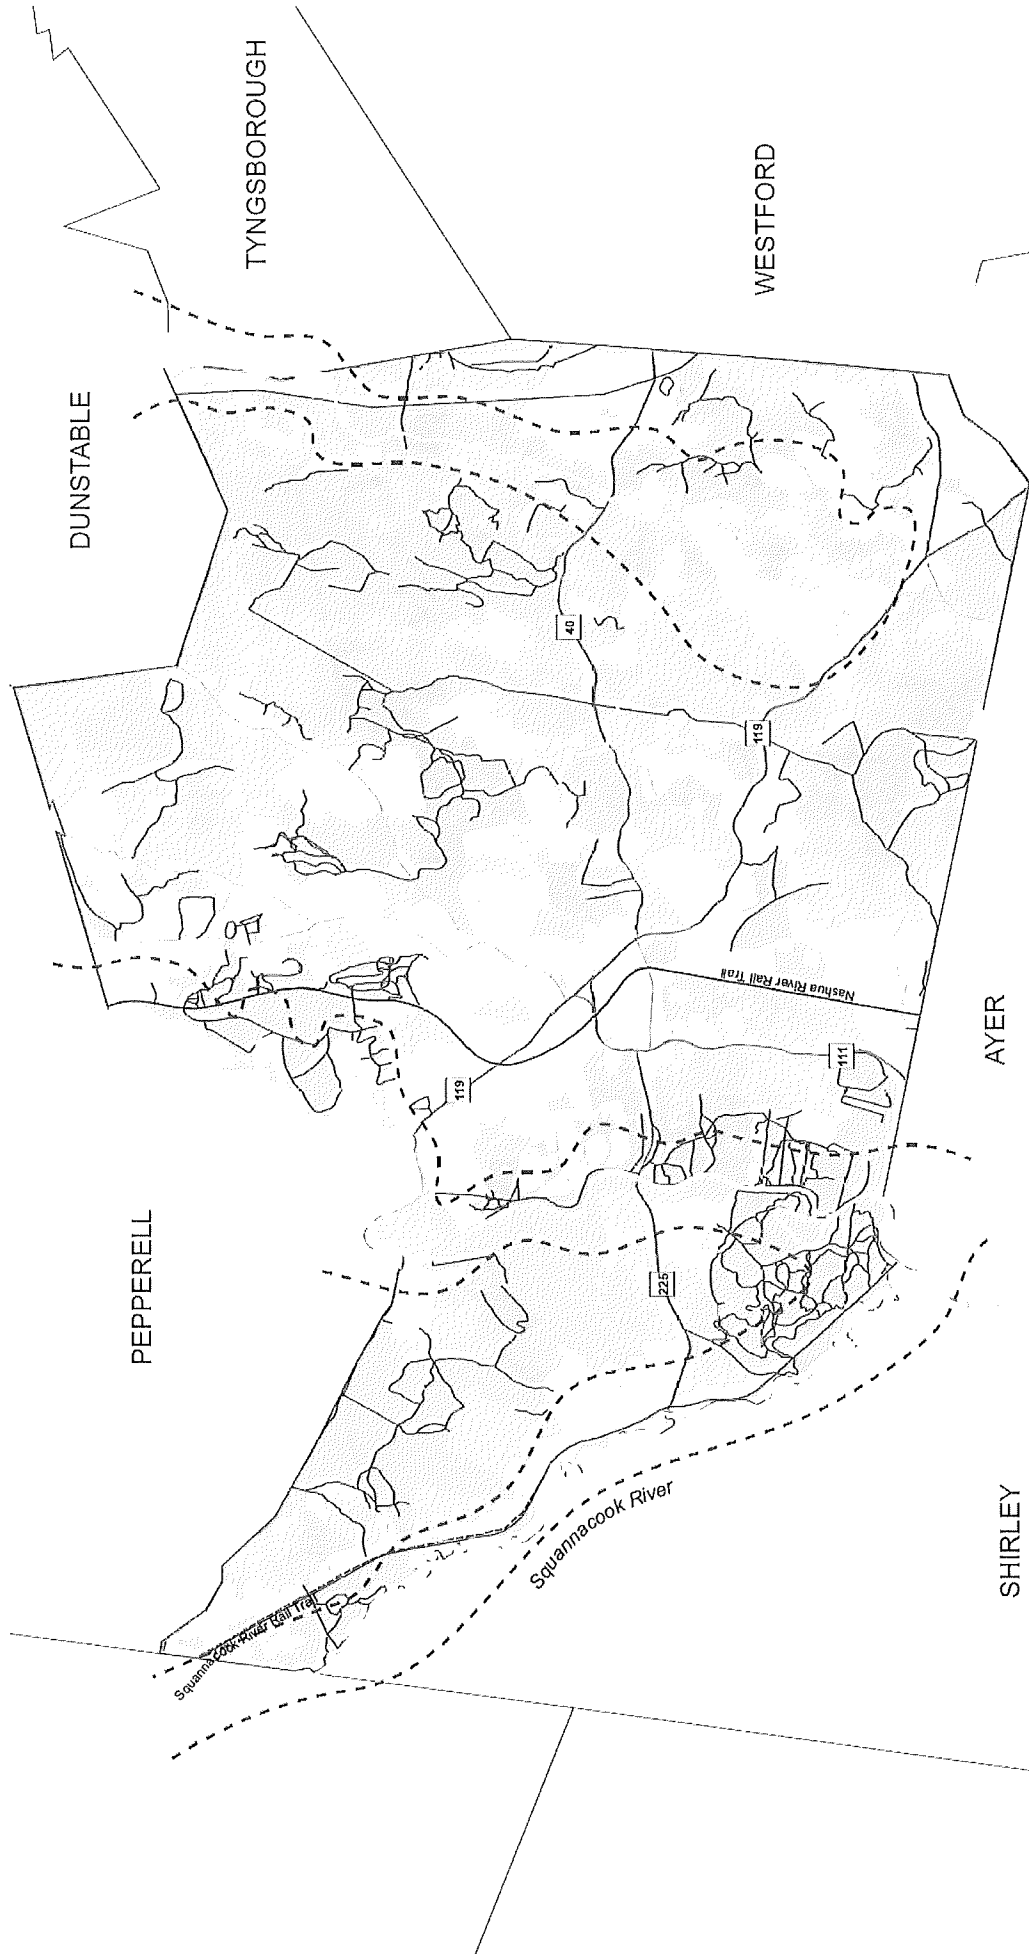 DUNSTABLE
TYNGSBOROUGH
PEPPERELL
WESTFORD
40
119
119
225
111
Nashua River Rail Trail
Squannacook River Rail Trail
Squannacook River
AYER
SHIRLEY